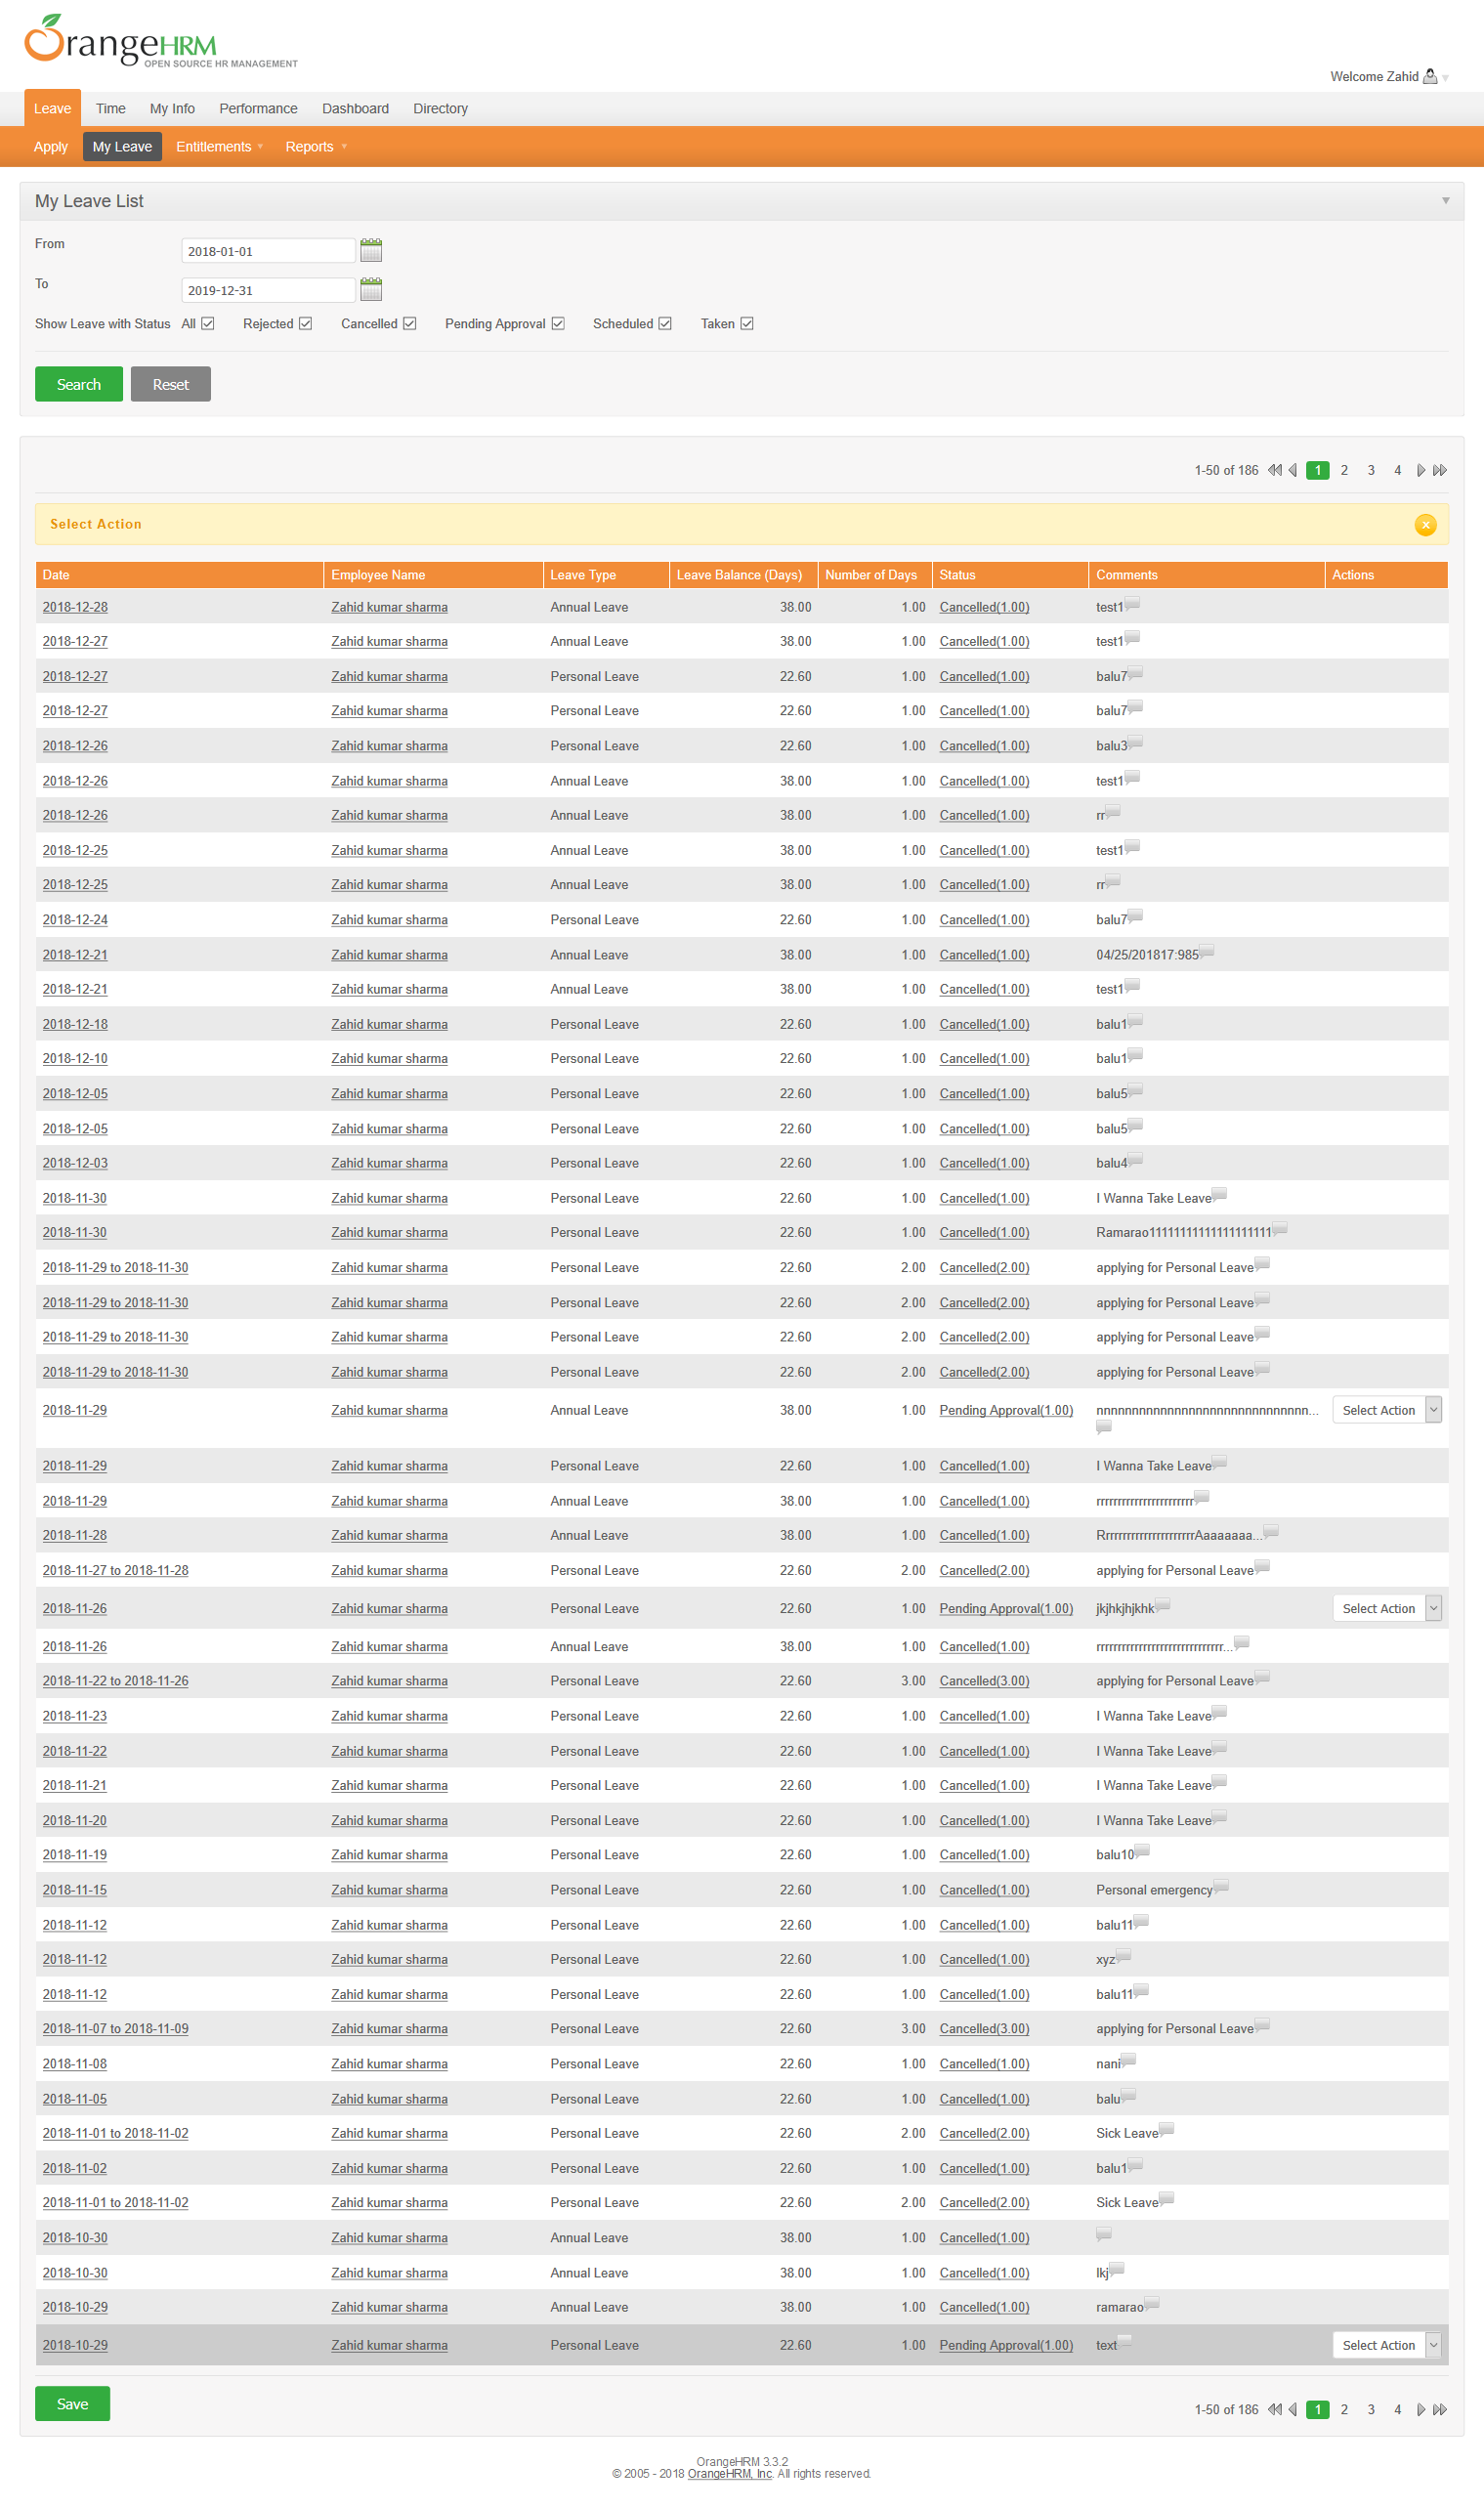 OrangeHRM
OPEN SOURCE HR MANAGEMENT
Welcome Zahid
Leave Time My Info Performance Dashboard Directory
Apply My Leave Entitlements Reports
My Leave List
From 2018-01-01
To 2019-12-31
Show Leave with Status All Rejected Cancelled Pending Approval Scheduled Taken
Search Reset
1-50 of 186 1 2 3 4
Select Action
Date Employee Name Leave Type Leave Balance (Days) Number of Days Status Comments Actions
2018-12-28 Zahid kumar sharma Annual Leave 38.00 1.00 Cancelled(1.00) test1
2018-12-27 Zahid kumar sharma Annual Leave 38.00 1.00 Cancelled(1.00) test1
2018-12-27 Zahid kumar sharma Personal Leave 22.60 1.00 Cancelled(1.00) balu7
2018-12-27 Zahid kumar sharma Personal Leave 22.60 1.00 Cancelled(1.00) balu7
2018-12-26 Zahid kumar sharma Personal Leave 22.60 1.00 Cancelled(1.00) balu3
2018-12-26 Zahid kumar sharma Annual Leave 38.00 1.00 Cancelled(1.00) test1
2018-12-26 Zahid kumar sharma Annual Leave 38.00 1.00 Cancelled(1.00) rr
2018-12-25 Zahid kumar sharma Annual Leave 38.00 1.00 Cancelled(1.00) test1
2018-12-25 Zahid kumar sharma Annual Leave 38.00 1.00 Cancelled(1.00) rr
2018-12-24 Zahid kumar sharma Personal Leave 22.60 1.00 Cancelled(1.00) balu7
2018-12-21 Zahid kumar sharma Annual Leave 38.00 1.00 Cancelled(1.00) 04/25/201817:985
2018-12-21 Zahid kumar sharma Annual Leave 38.00 1.00 Cancelled(1.00) test1
2018-12-18 Zahid kumar sharma Personal Leave 22.60 1.00 Cancelled(1.00) balu1
2018-12-10 Zahid kumar sharma Personal Leave 22.60 1.00 Cancelled(1.00) balu1
2018-12-05 Zahid kumar sharma Personal Leave 22.60 1.00 Cancelled(1.00) balu5
2018-12-05 Zahid kumar sharma Personal Leave 22.60 1.00 Cancelled(1.00) balu5
2018-12-03 Zahid kumar sharma Personal Leave 22.60 1.00 Cancelled(1.00) balu4
2018-11-30 Zahid kumar sharma Personal Leave 22.60 1.00 Cancelled(1.00) I Wanna Take Leave
2018-11-30 Zahid kumar sharma Personal Leave 22.60 1.00 Cancelled(1.00)
2018-11-29 to 2018-11-30 Zahid kumar sharma Personal Leave 22.60 2.00 Cancelled(2.00) applying for Personal Leave
2018-11-29 to 2018-11-30 Zahid kumar sharma Personal Leave 22.60 2.00 Cancelled(2.00) applying for Personal Leave
2018-11-29 to 2018-11-30 Zahid kumar sharma Personal Leave 22.60 2.00 Cancelled(2.00) applying for Personal Leave
2018-11-29 to 2018-11-30 Zahid kumar sharma Personal Leave 22.60 2.00 Cancelled(2.00) applying for Personal Leave
2018-11-29 Zahid kumar sharma Annual Leave 38.00 1.00 Pending Approval(1.00) Select Action
2018-11-29 Zahid kumar sharma Personal Leave 22.60 1.00 Cancelled(1.00) I Wanna Take Leave
2018-11-29 Zahid kumar sharma Annual Leave 38.00 1.00 Cancelled(1.00)
2018-11-28 Zahid kumar sharma Annual Leave 38.00 1.00 Cancelled(1.00)
2018-11-27 to 2018-11-28 Zahid kumar sharma Personal Leave 22.60 2.00 Cancelled(2.00) applying for Personal Leave
2018-11-26 Zahid kumar sharma Personal Leave 22.60 1.00 Pending Approval(1.00) jkjhkjhjkhk Select Action
2018-11-26 Zahid kumar sharma Annual Leave 38.00 1.00 Cancelled(1.00)
2018-11-22 to 2018-11-26 Zahid kumar sharma Personal Leave 22.60 3.00 Cancelled(3.00) applying for Personal Leave
2018-11-23 Zahid kumar sharma Personal Leave 22.60 1.00 Cancelled(1.00) I Wanna Take Leave
2018-11-22 Zahid kumar sharma Personal Leave 22.60 1.00 Cancelled(1.00) I Wanna Take Leave
2018-11-21 Zahid kumar sharma Personal Leave 22.60 1.00 Cancelled(1.00) I Wanna Take Leave
2018-11-20 Zahid kumar sharma Personal Leave 22.60 1.00 Cancelled(1.00) I Wanna Take Leave
2018-11-19 Zahid kumar sharma Personal Leave 22.60 1.00 Cancelled(1.00) balu10
2018-11-15 Zahid kumar sharma Personal Leave 22.60 1.00 Cancelled(1.00) Personal emergency
2018-11-12 Zahid kumar sharma Personal Leave 22.60 1.00 Cancelled(1.00) balu11
2018-11-12 Zahid kumar sharma Personal Leave 22.60 1.00 Cancelled(1.00) xyz
2018-11-12 Zahid kumar sharma Personal Leave 22.60 1.00 Cancelled(1.00) balu11
2018-11-07 to 2018-11-09 Zahid kumar sharma Personal Leave 22.60 3.00 Cancelled(3.00) applying for Personal Leave
2018-11-08 Zahid kumar sharma Personal Leave 22.60 1.00 Cancelled(1.00) nani
2018-11-05 Zahid kumar sharma Personal Leave 22.60 1.00 Cancelled(1.00) balu
2018-11-01 to 2018-11-02 Zahid kumar sharma Personal Leave 22.60 2.00 Cancelled(2.00) Sick Leave
2018-11-02 Zahid kumar sharma Personal Leave 22.60 1.00 Cancelled(1.00) balu1
2018-11-01 to 2018-11-02 Zahid kumar sharma Personal Leave 22.60 2.00 Cancelled(2.00) Sick Leave
2018-10-30 Zahid kumar sharma Annual Leave 38.00 1.00 Cancelled(1.00)
2018-10-30 Zahid kumar sharma Annual Leave 38.00 1.00 Cancelled(1.00) lkj
2018-10-29 Zahid kumar sharma Annual Leave 38.00 1.00 Cancelled(1.00) ramarao
2018-10-29 Zahid kumar sharma Personal Leave 22.60 1.00 Pending Approval(1.00) text Select Action
Save
1-50 of 186 1 2 3 4
OrangeHRM 3.3.2
© 2005 - 2018 OrangeHRM, Inc. All rights reserved.